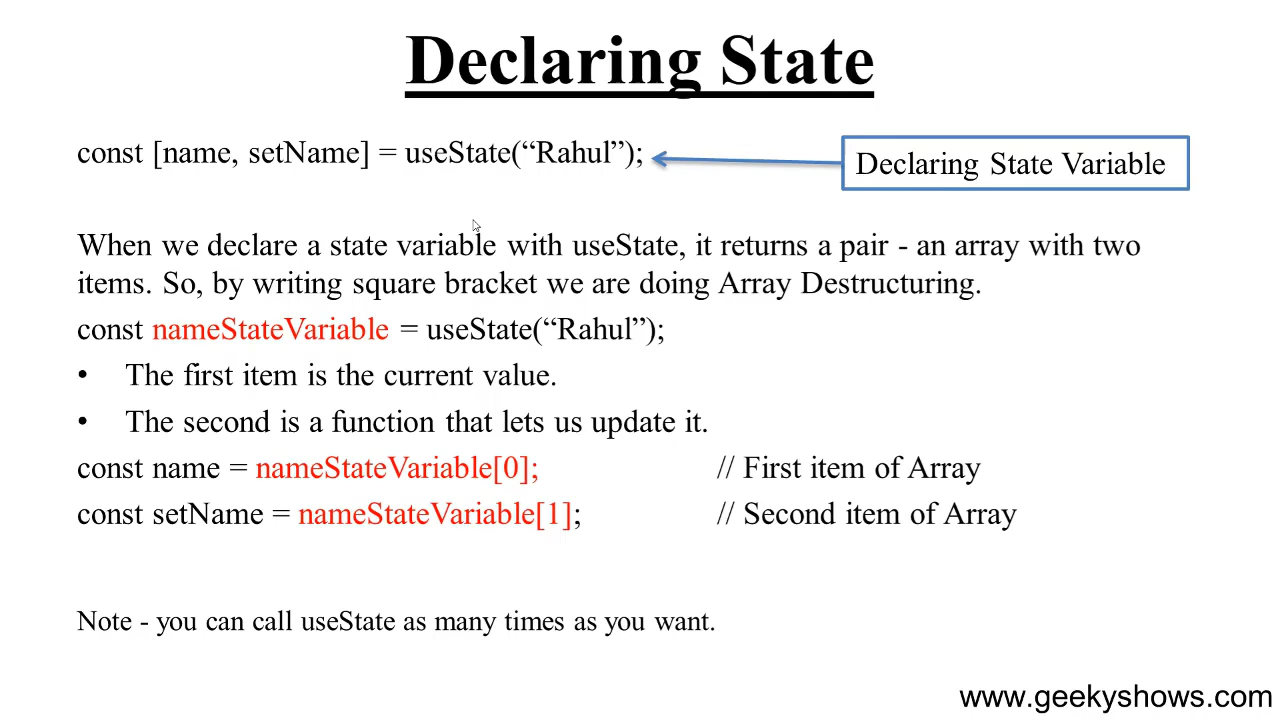 Declaring State
const [name, setName] = useState(“Rahul”);
Declaring State Variable
When we declare a state variable with useState, it returns a pair - an array with two
items. So, by writing square bracket we are doing Array Destructuring.
const nameStateVariable = useState(“Rahul”);
• The first item is the current value.
• The second is a function that lets us update it.
const name = nameStateVariable[0]; // First item of Array
const setName = nameStateVariable[1]; // Second item of Array
Note - you can call useState as many times as you want.
www.geekyshows.com